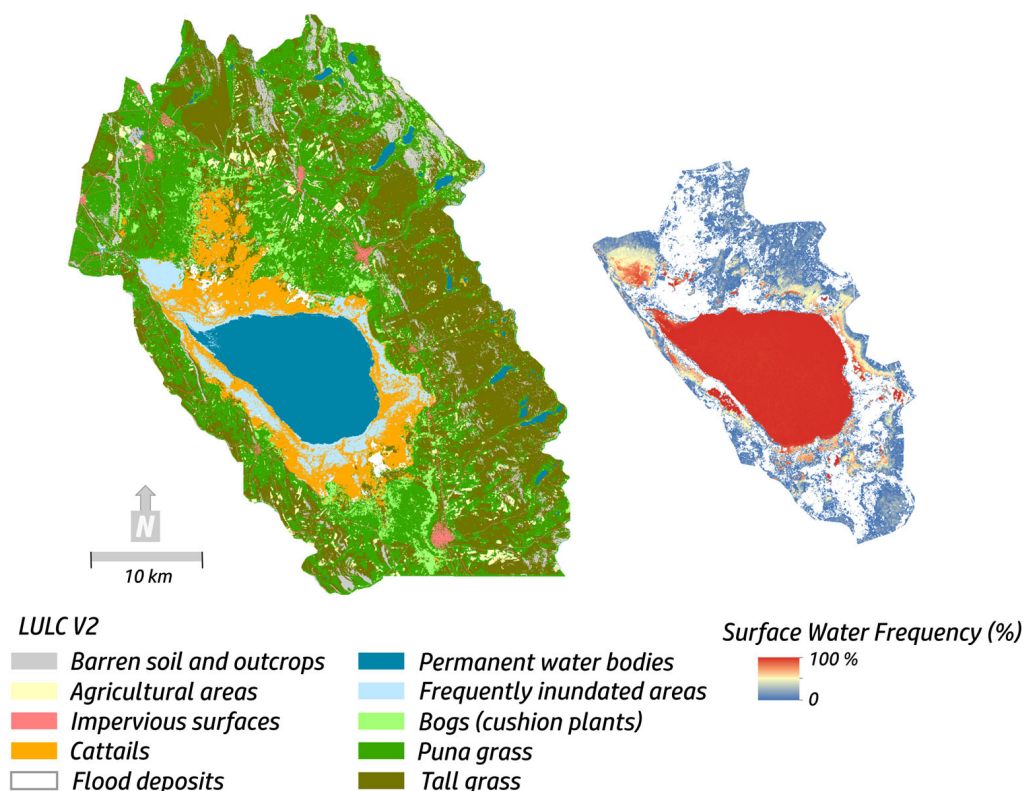 N
10 km
LULC V2
Barren soil and outcrops
Agricultural areas
Impervious surfaces
Cattails
Flood deposits
Permanent water bodies
Frequently inundated areas
Bogs (cushion plants)
Puna grass
Tall grass
Surface Water Frequency (%)
100 %
0